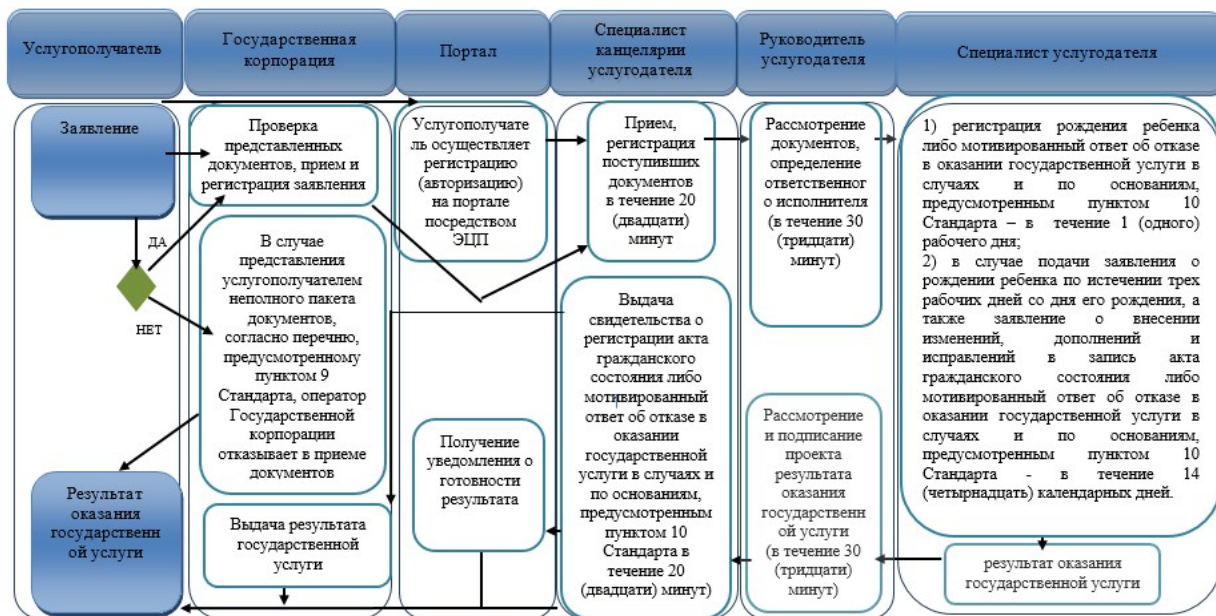 Услугополучатель
Государственная
корпорация
Портал
Специалист
канцелярии
услугодателя
Руководитель
услугодателя
Специалист услугодателя
Заявление
ДА
НЕТ
Результат
оказания
государственн
ой услуги
Проверка
представленных
документов, прием и
регистрация заявления
В случае
представления
услугополучателем
неполного пакета
документов,
согласно перечню,
предусмотренному
пунктом 9
Стандарта, оператор
Государственной
корпорации
отказывает в приеме
документов
Выдача результата
государственной
услуги
Услугополучате
ль осуществляет
регистрацию
(авторизацию)
на портале
посредством
ЭЦП
Получение
уведомления о
готовности
результата
Прием,
регистрация
поступивших
документов
в течение 20
(двадцати)
минут
Выдача
свидетельства о
регистрации акта
гражданского
состояния либо
мотивированный
ответ об отказе в
оказании
государственной
услуги в случаях и
по основаниям,
предусмотренным
пунктом 10
Стандарта в
течение 20
(двадцати) минут)
Рассмотрение
документов,
определение
ответственног
о исполнителя
(в течение 30
(тридцати)
минут)
Рассмотрение
и подписание
проекта
результата
оказания
государственн
ой услуги
(в течение 30
(тридцати)
минут)
1) регистрация рождения ребенка
либо мотивированный ответ об отказе
в оказании государственной услуги в
случаях и по основаниям,
предусмотренным пунктом 10
Стандарта – в течение 1 (одного)
рабочего дня;
2) в случае подачи заявления о
рождении ребенка по истечении трех
рабочих дней со дня его рождения, а
также заявление о внесении
изменений, дополнений и
исправлений в запись акта
гражданского состояния либо
мотивированный ответ об отказе в
оказании государственной услуги в
случаях и по основаниям,
предусмотренным пунктом 10
Стандарта - в течение 14
(четырнадцать) календарных дней.
результат оказания
государственной услуги